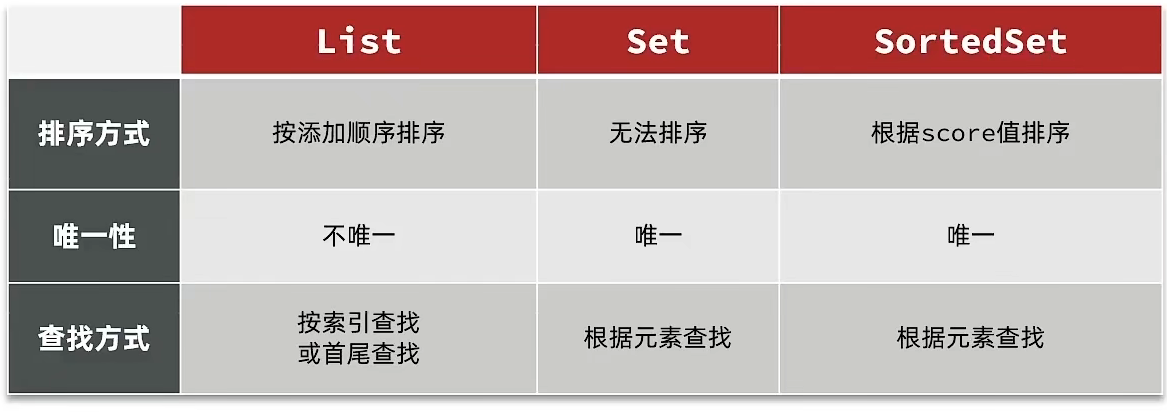 List Set SortedSet
排序方式 按添加顺序排序 无法排序 根据score值排序
唯一性 不唯一 唯一 唯一
查找方式 按索引查找
或首尾查找 根据元素查找 根据元素查找